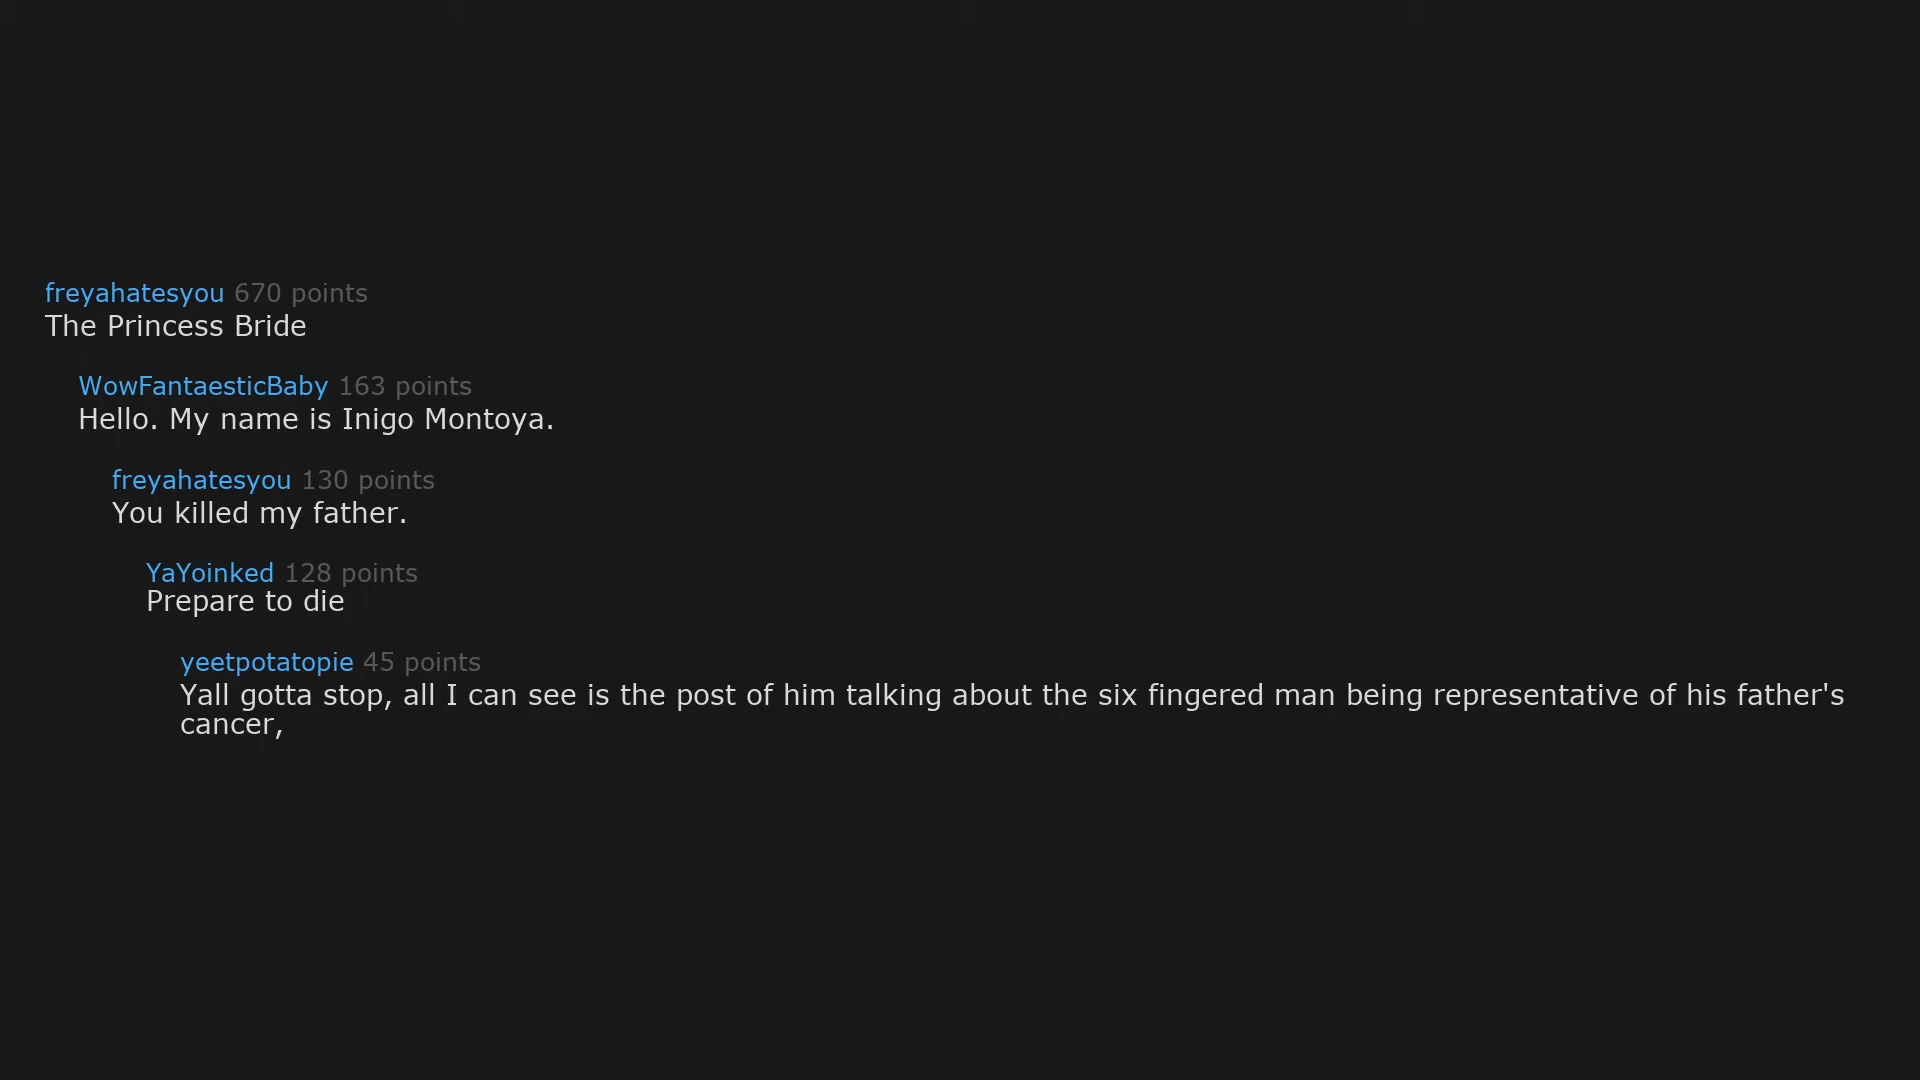 freyahatesyou 670 points
The Princess Bride
WowFantaesticBaby 163 points
Hello. My name is Inigo Montoya.
freyahatesyou 130 points
You killed my father.
YaYoinked 128 points
Prepare to die
yeetpotatopie 45 points
Yall gotta stop, all I can see is the post of him talking about the six fingered man being representative of his father's
cancer,